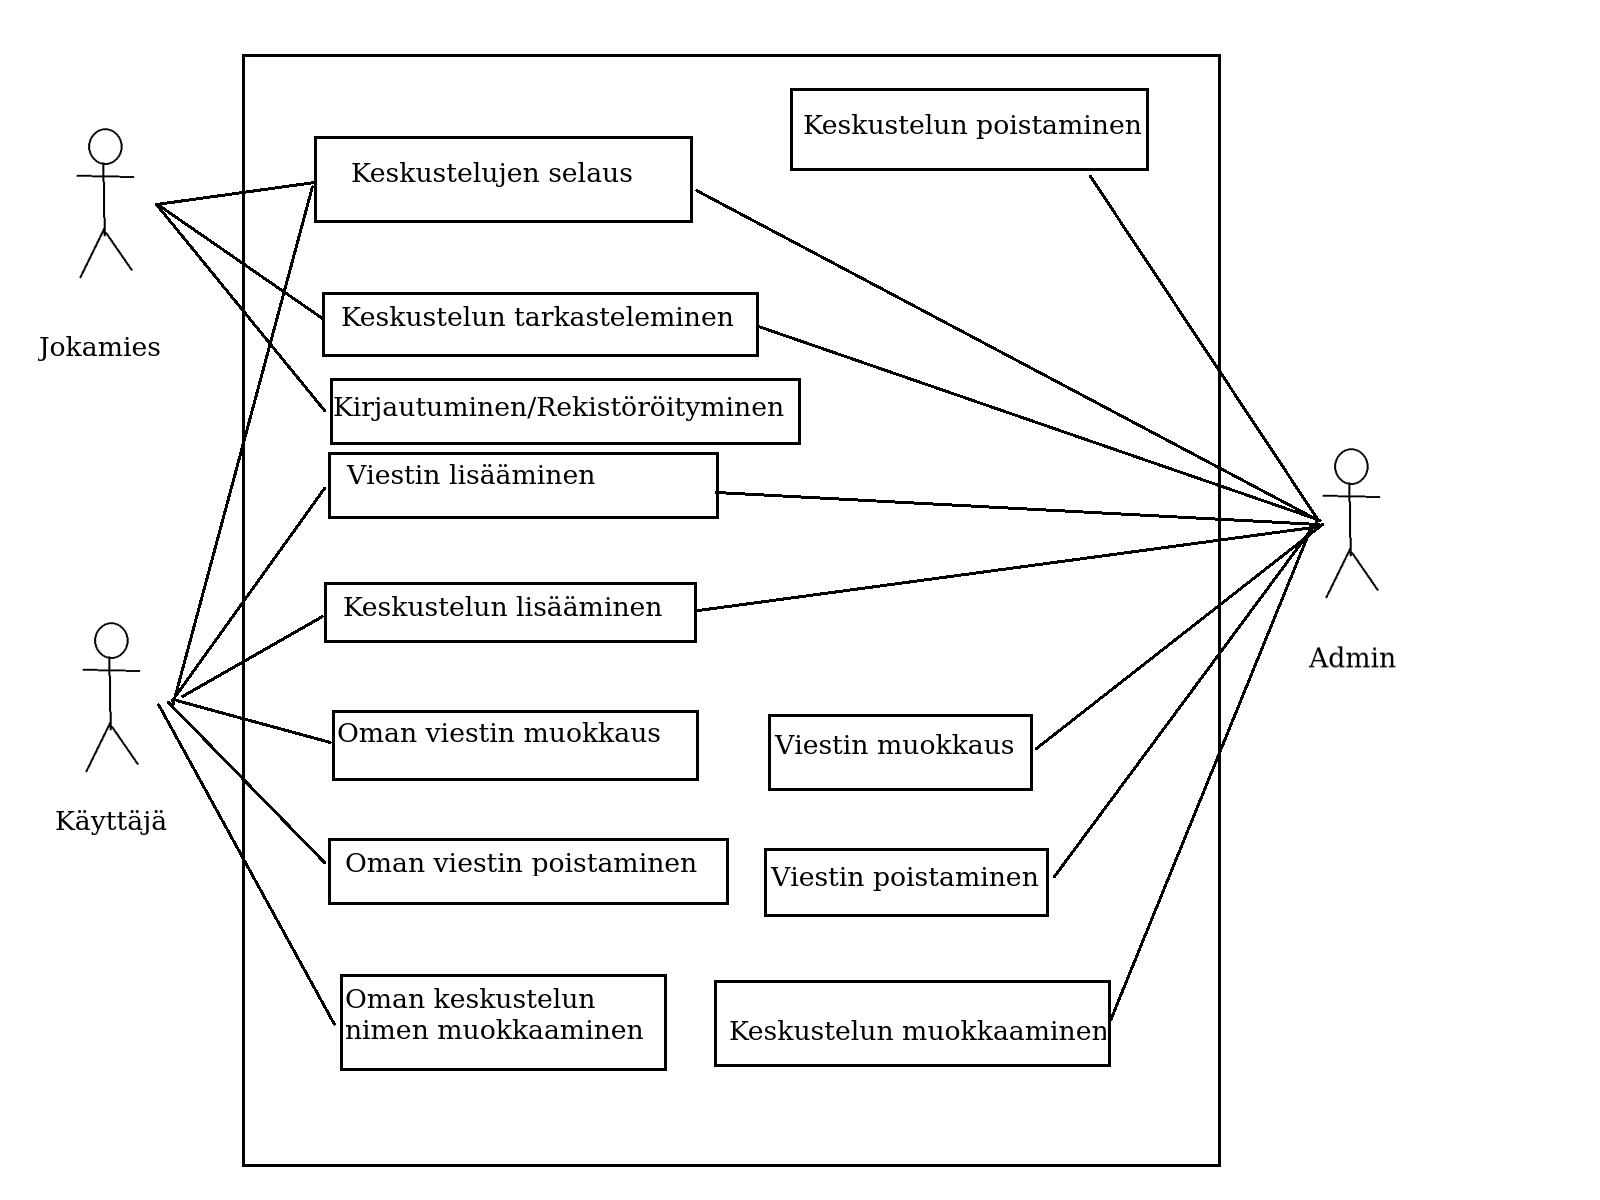 Keskustelun poistaminen
Keskustelujen selaus
Keskustelun tarkasteleminen
Jokamies
Kirjautuminen/Rekistöröityminen
Viestin lisääminen
Keskustelun lisääminen
Admin
Oman viestin muokkaus
Viestin muokkaus
Käyttäjä
Oman viestin poistaminen
Viestin poistaminen
Oman keskustelun
nimen muokkaaminen
Keskustelun muokkaaminen